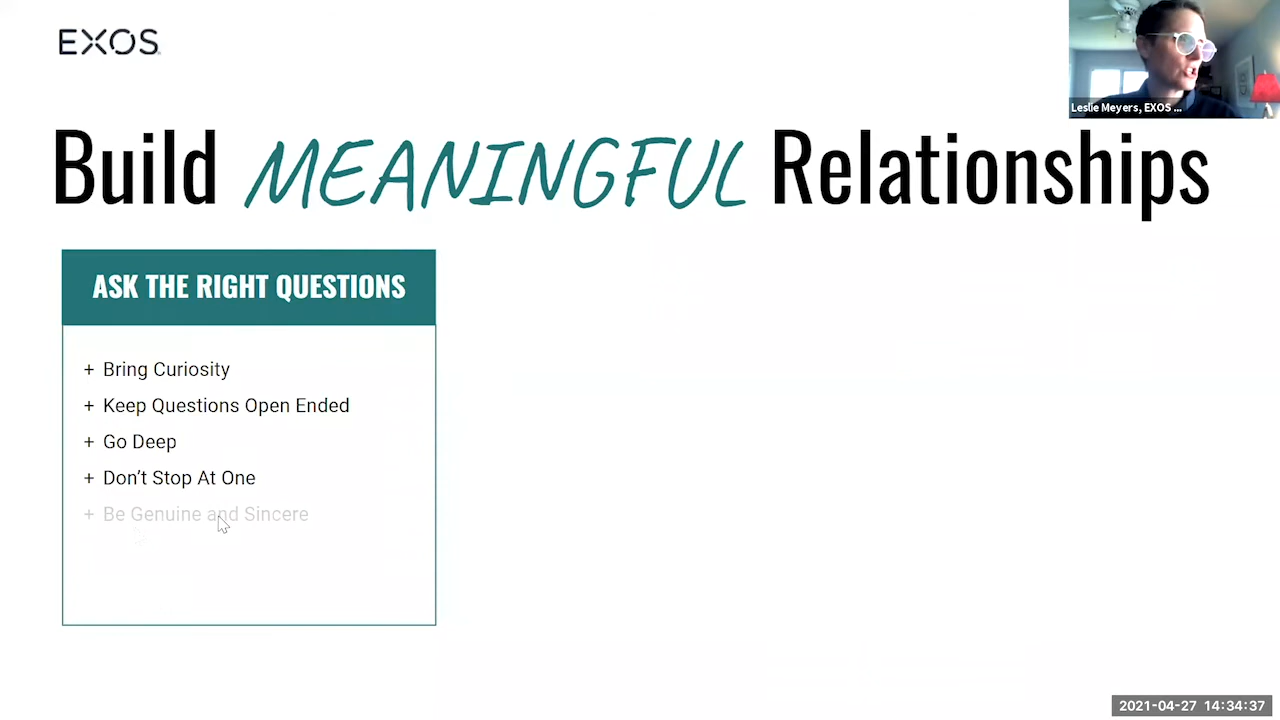 EXOS
Leslie Meyers, EXOS ...
Build MEANINGFUL Relationships
ASK THE RIGHT QUESTIONS
+ Bring Curiosity
+ Keep Questions Open Ended
+ Go Deep
+ Don’t Stop At One
+ Be Genuine and Sincere
2021-04-27 14:34:37